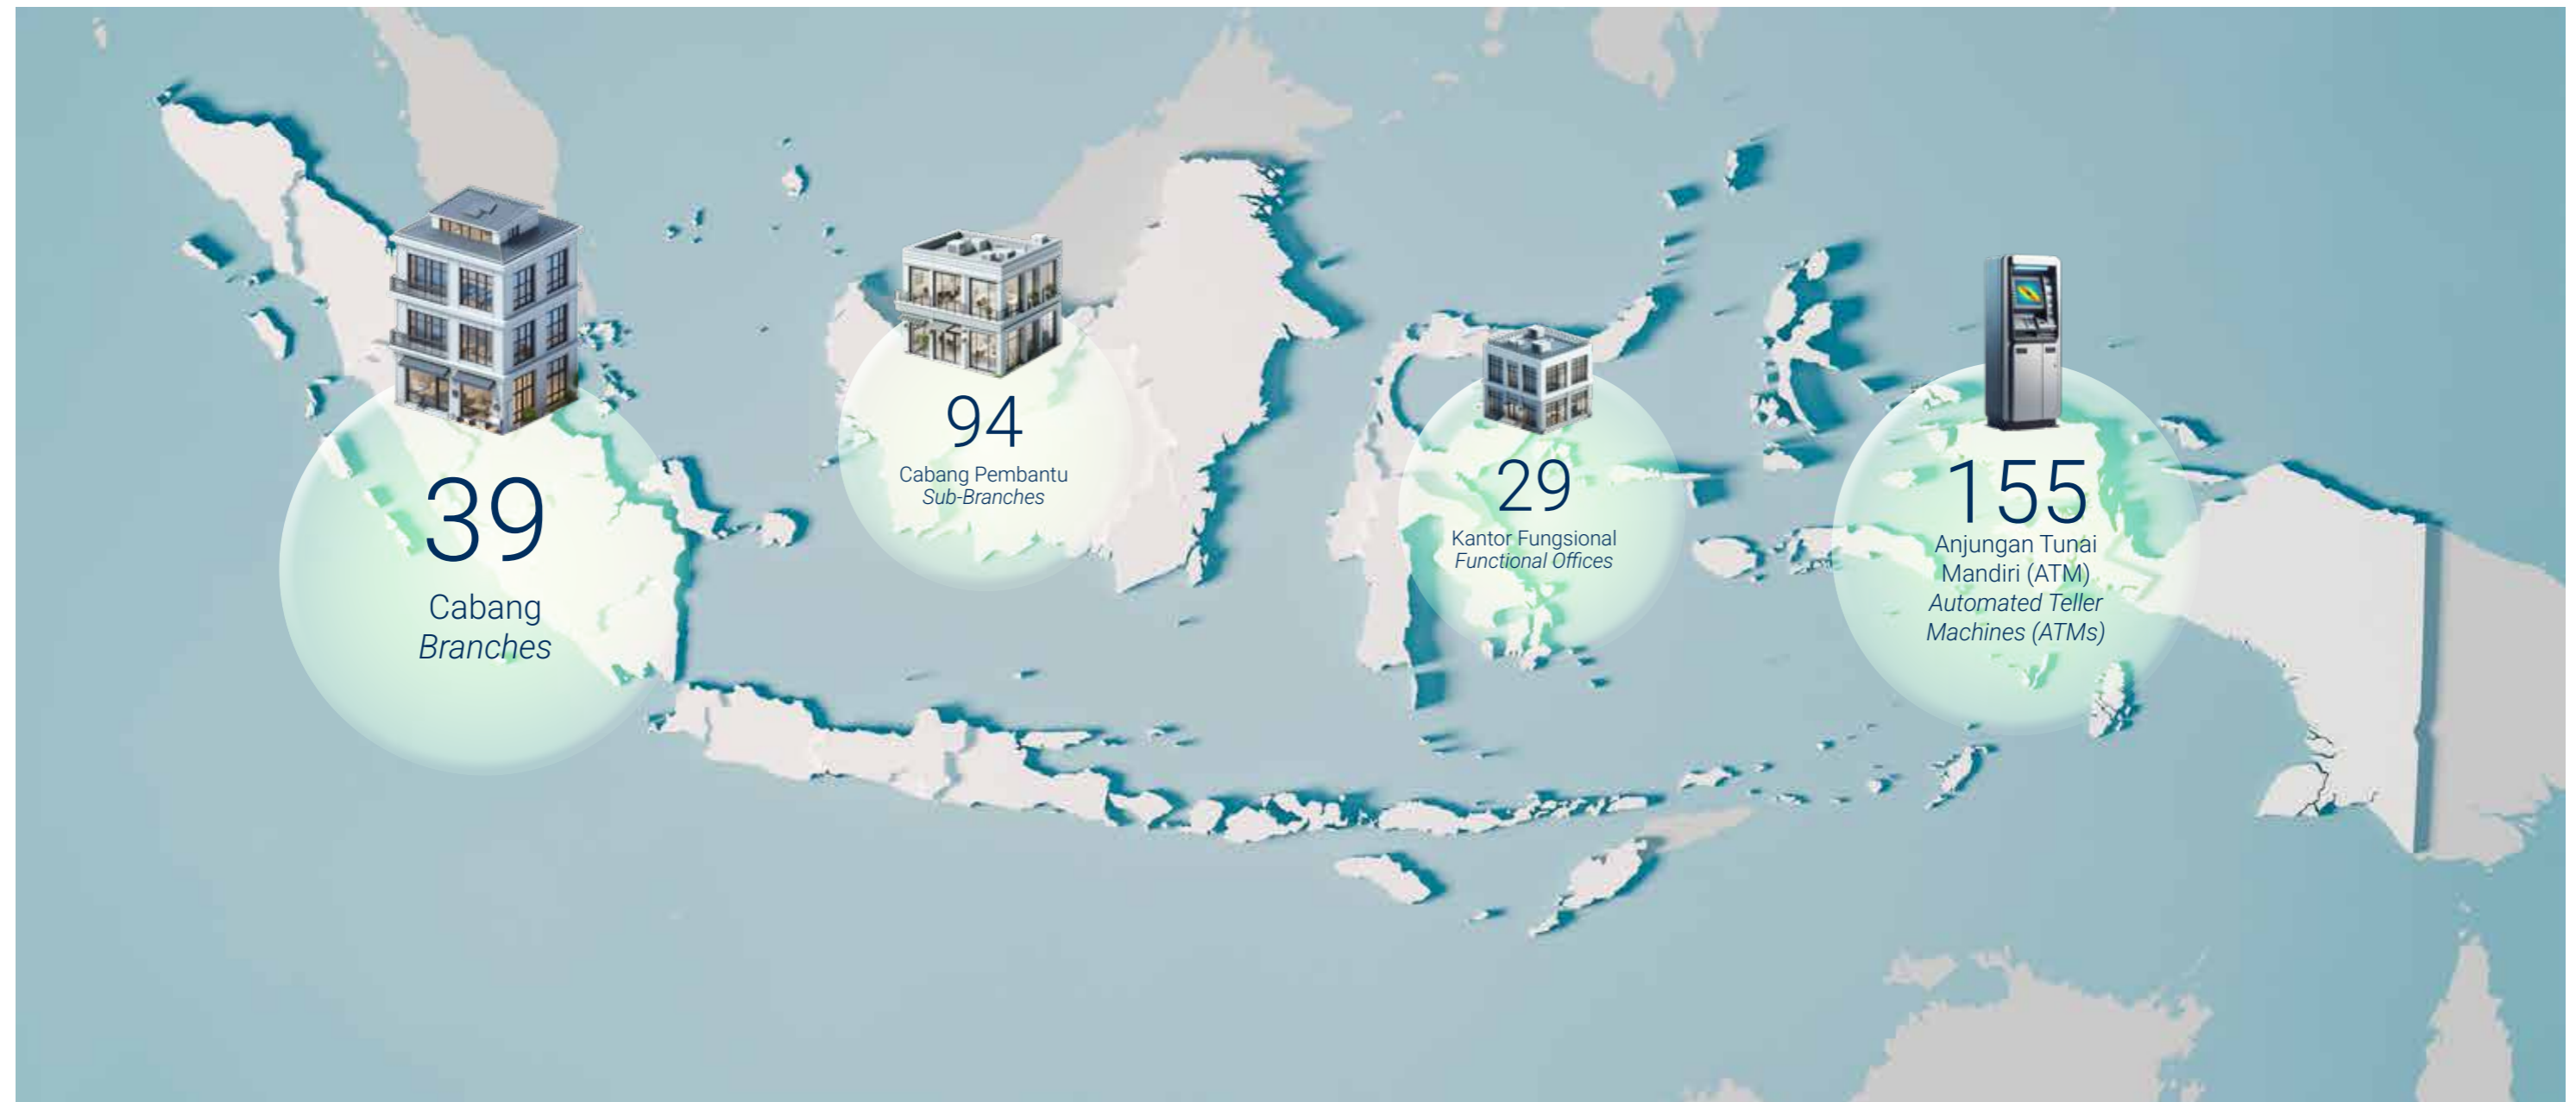 39
Cabang
Branches
94
Cabang Pembantu
Sub-Branches
29
Kantor Fungsional
Functional Offices
155
Anjungan Tunai
Mandiri (ATM)
Automated Teller
Machines (ATMs)